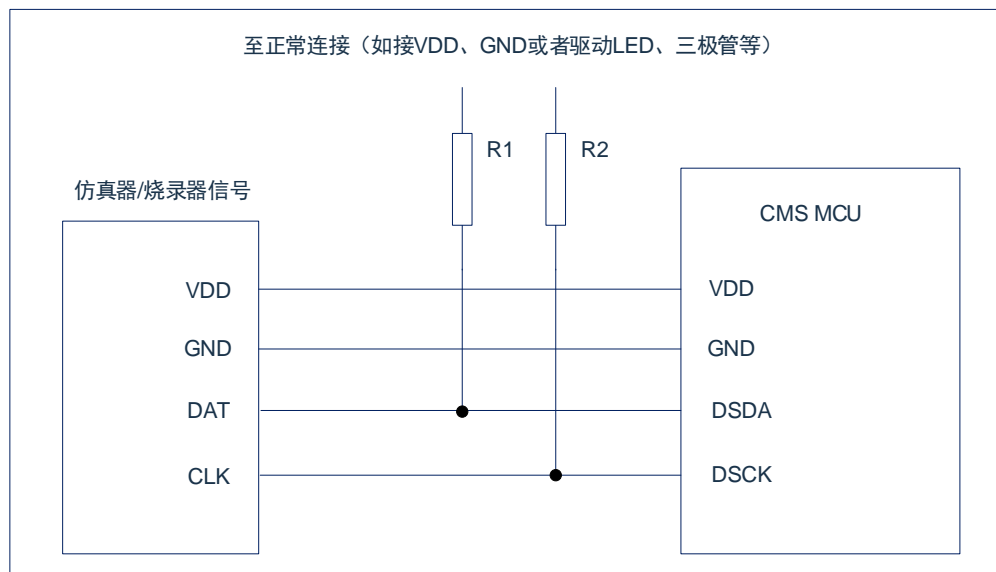 至正常连接（如接VDD、GND或者驱动LED、三极管等）
R1
R2
仿真器/烧录器信号
CMS MCU
VDD
VDD
GND
GND
DAT
DSDA
CLK
DSCK